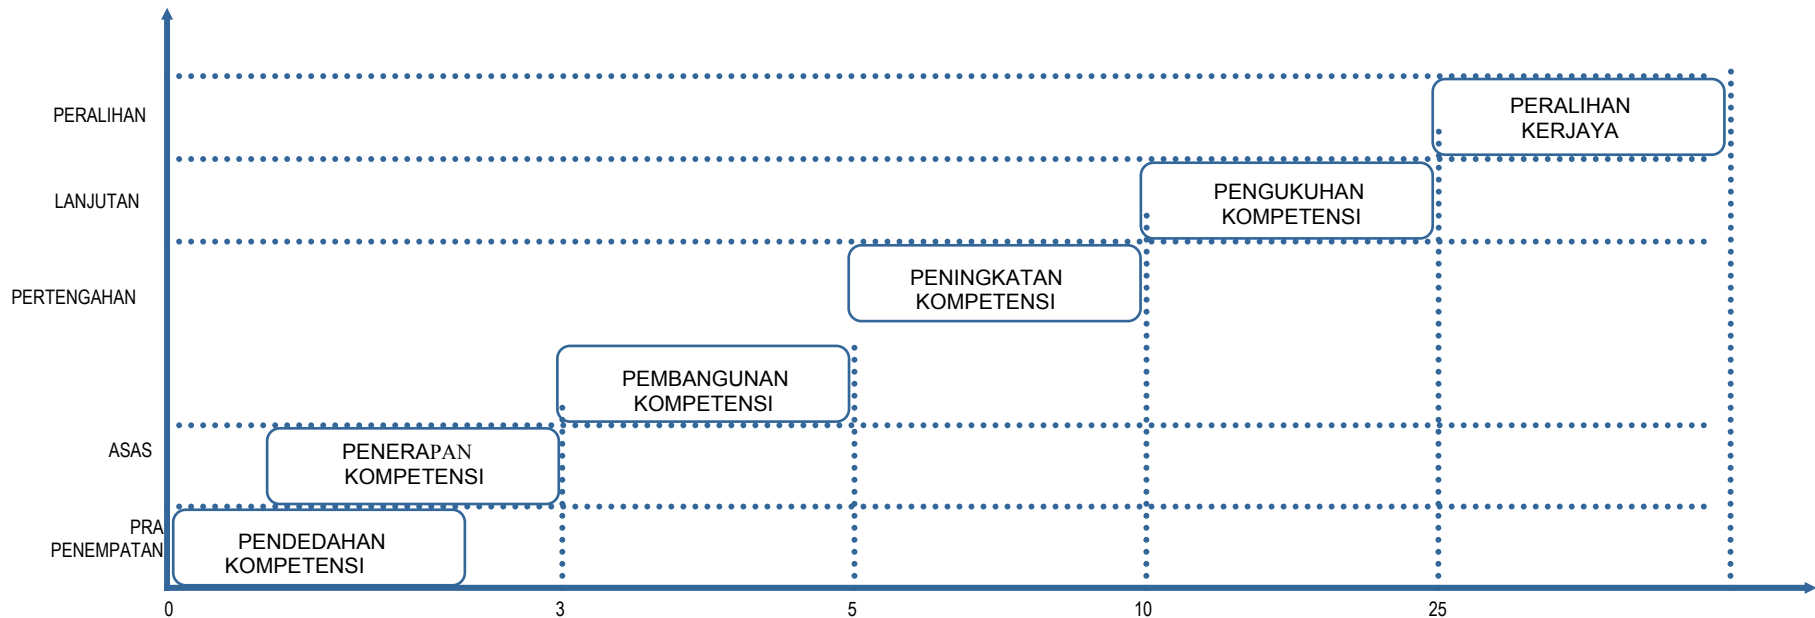 PERALIHAN
PERALIHAN
KERJAYA
LANJUTAN
PENGUKUHAN
KOMPETENSI
PERTENGAHAN
PENINGKATAN
KOMPETENSI
PEMBANGUNAN
KOMPETENSI
ASAS
PENERAPAN
KOMPETENSI
PRA
PENEMPATAN
PENDEDAHAN
KOMPETENSI
0 3 5 10 25